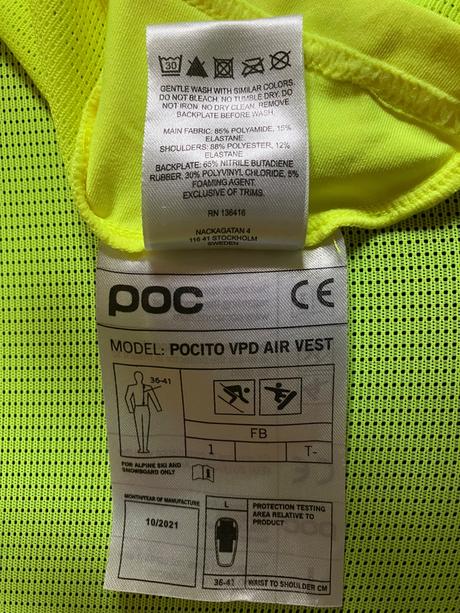 30
GENTLE WASH WITH SIMILAR COLORS.
DO NOT BLEACH. NO TUMBLE DRY. DO
NOT IRON. NO DRY CLEAN. REMOVE
BACKPLATE BEFORE WASH.
MAIN FABRIC: 85% POLYAMIDE, 15%
ELASTANE.
SHOULDERS: 88% POLYESTER, 12%
ELASTANE
BACKPLATE: 65% NITRILE BUTADIENE
RUBBER, 30% POLYVINYL CHLORIDE, 5%
FOAMING AGENT.
EXCLUSIVE OF TRIMS.
RN 136416
NACKAGATAN 4
116 41 STOCKHOLM
SWEDEN
POC CE
MODEL: POCITO VPD AIR VEST
36-41
FB
1 T-
FOR ALPINE SKI AND
SNOWBOARD ONLY
MONTH/YEAR OF MANUFACTURE
10/2021
L
36-41
PROTECTION TESTING
AREA RELATIVE TO
PRODUCT
WAIST TO SHOULDER CM